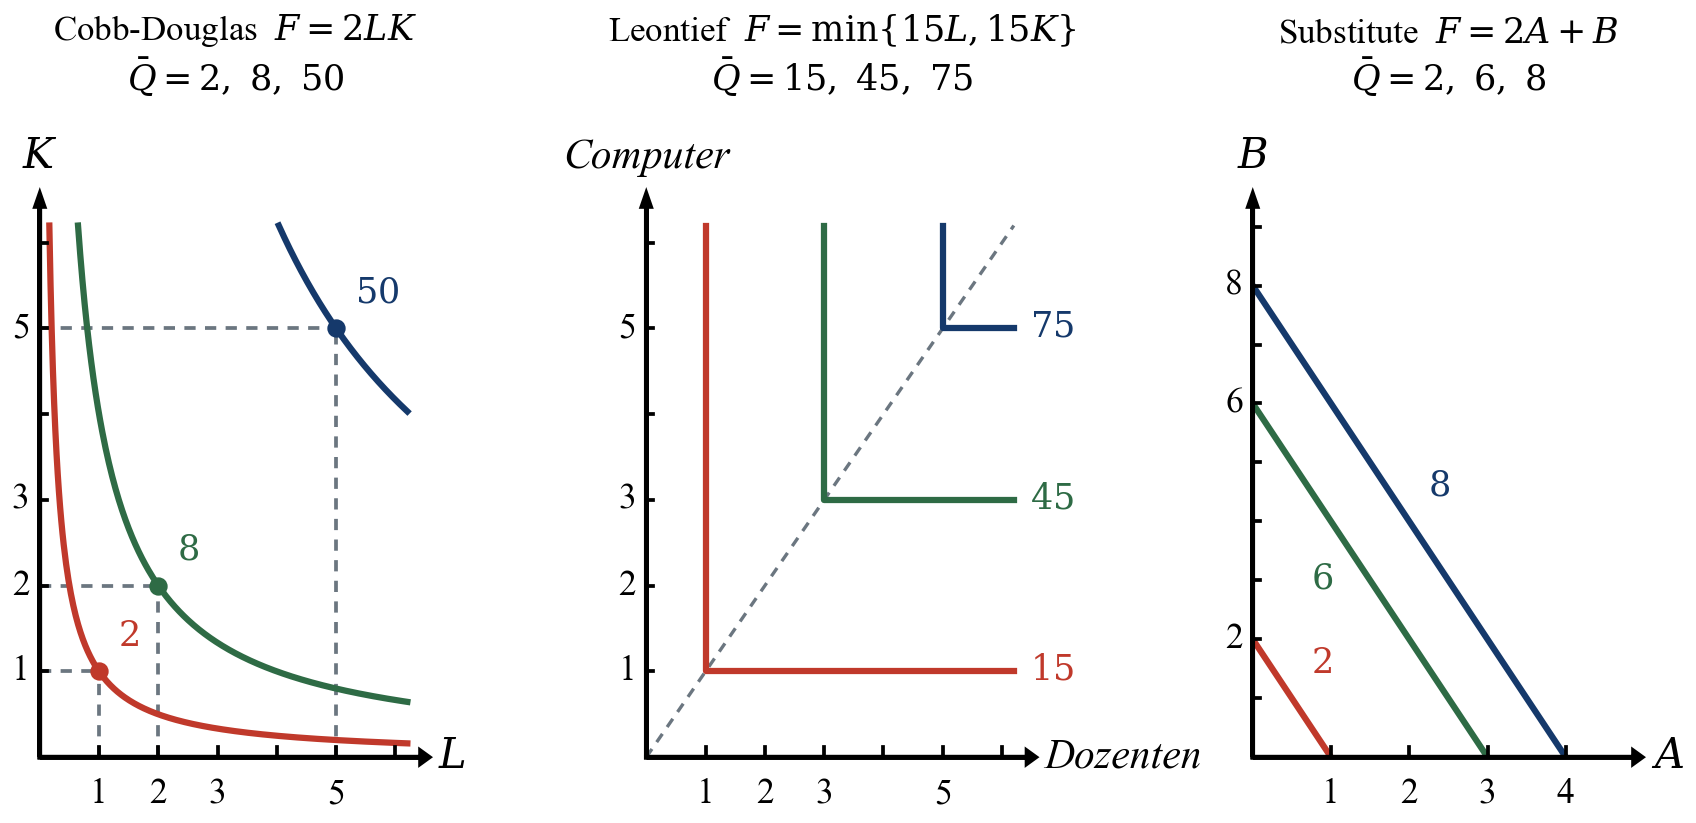 Cobb-Douglas F = 2LK
Q̄ = 2, 8, 50
K
5
3
2
1
50
8
2
L
1 2 3 5
Leontief F = min{15L, 15K}
Q̄ = 15, 45, 75
Computer
5
3
2
1
75
45
15
Dozenten
1 2 3 5
Substitute F = 2A + B
Q̄ = 2, 6, 8
B
8
6
2
8
6
2
A
1 2 3 4